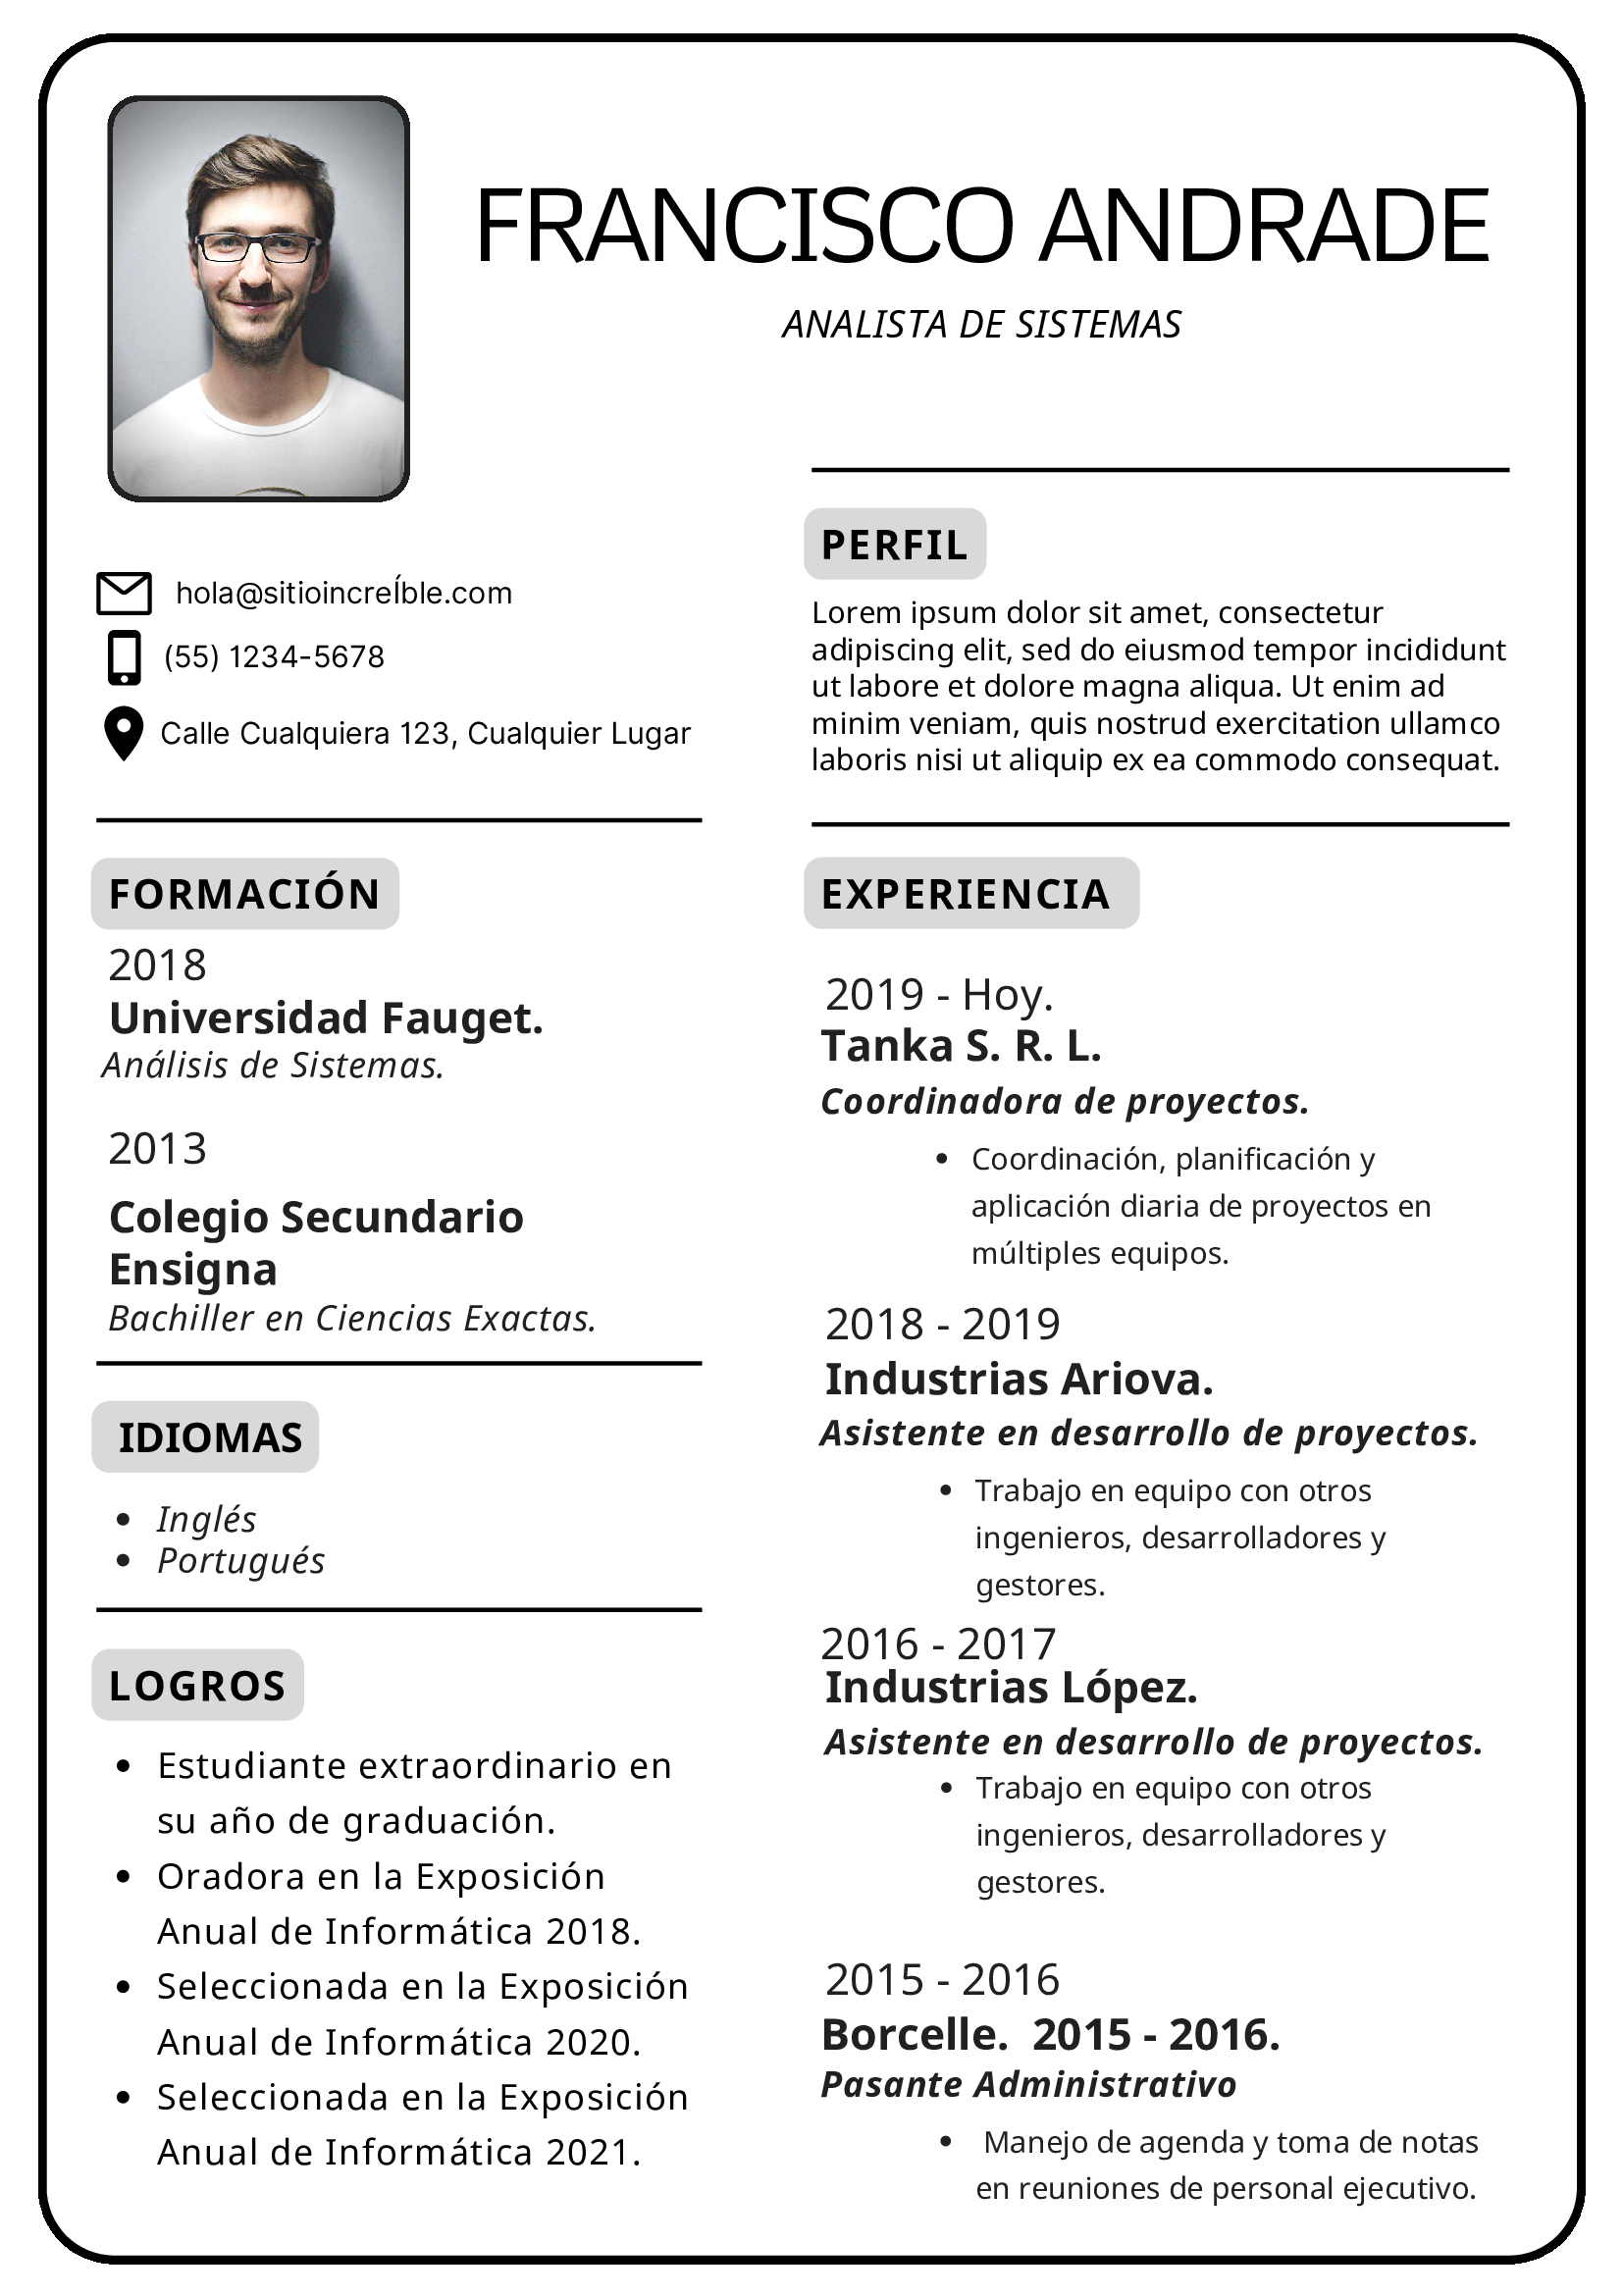 FRANCISCO ANDRADE
ANALISTA DE SISTEMAS
hola@sitioincreÍble.com
(55) 1234-5678
Calle Cualquiera 123, Cualquier Lugar
FORMACIÓN
2018
Universidad Fauget.
Análisis de Sistemas.
2013
Colegio Secundario
Ensigna
Bachiller en Ciencias Exactas.
IDIOMAS
• Inglés
• Portugués
LOGROS
• Estudiante extraordinario en
su año de graduación.
• Oradora en la Exposición
Anual de Informática 2018.
• Seleccionada en la Exposición
Anual de Informática 2020.
• Seleccionada en la Exposición
Anual de Informática 2021.
PERFIL
Lorem ipsum dolor sit amet, consectetur
adipiscing elit, sed do eiusmod tempor incididunt
ut labore et dolore magna aliqua. Ut enim ad
minim veniam, quis nostrud exercitation ullamco
laboris nisi ut aliquip ex ea commodo consequat.
EXPERIENCIA
2019 - Hoy.
Tanka S. R. L.
Coordinadora de proyectos.
• Coordinación, planificación y
aplicación diaria de proyectos en
múltiples equipos.
2018 - 2019
Industrias Ariova.
Asistente en desarrollo de proyectos.
• Trabajo en equipo con otros
ingenieros, desarrolladores y
gestores.
2016 - 2017
Industrias López.
Asistente en desarrollo de proyectos.
• Trabajo en equipo con otros
ingenieros, desarrolladores y
gestores.
2015 - 2016
Borcelle. 2015 - 2016.
Pasante Administrativo
• Manejo de agenda y toma de notas
en reuniones de personal ejecutivo.